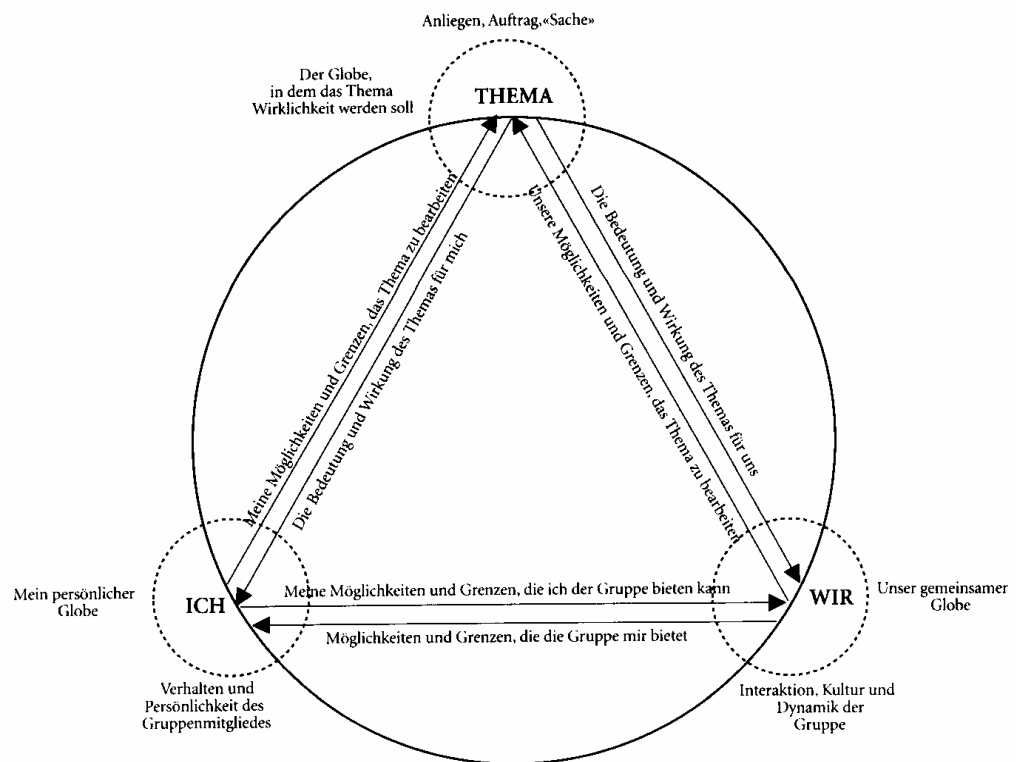 Anliegen, Auftrag,«Sache»
Der Globe,
in dem das Thema
Wirklichkeit werden soll
THEMA
Meine Möglichkeiten und Grenzen, das Thema zu bearbeiten
Die Bedeutung und Wirkung des Themas für mich
Unsere Möglichkeiten und Grenzen, das Thema zu bearbeiten
Die Bedeutung und Wirkung des Themas für uns
Mein persönlicher
Globe
ICH
Meine Möglichkeiten und Grenzen, die ich der Gruppe bieten kann
Möglichkeiten und Grenzen, die die Gruppe mir bietet
WIR
Unser gemeinsamer
Globe
Verhalten und
Persönlichkeit des
Gruppenmitgliedes
Interaktion, Kultur und
Dynamik der
Gruppe